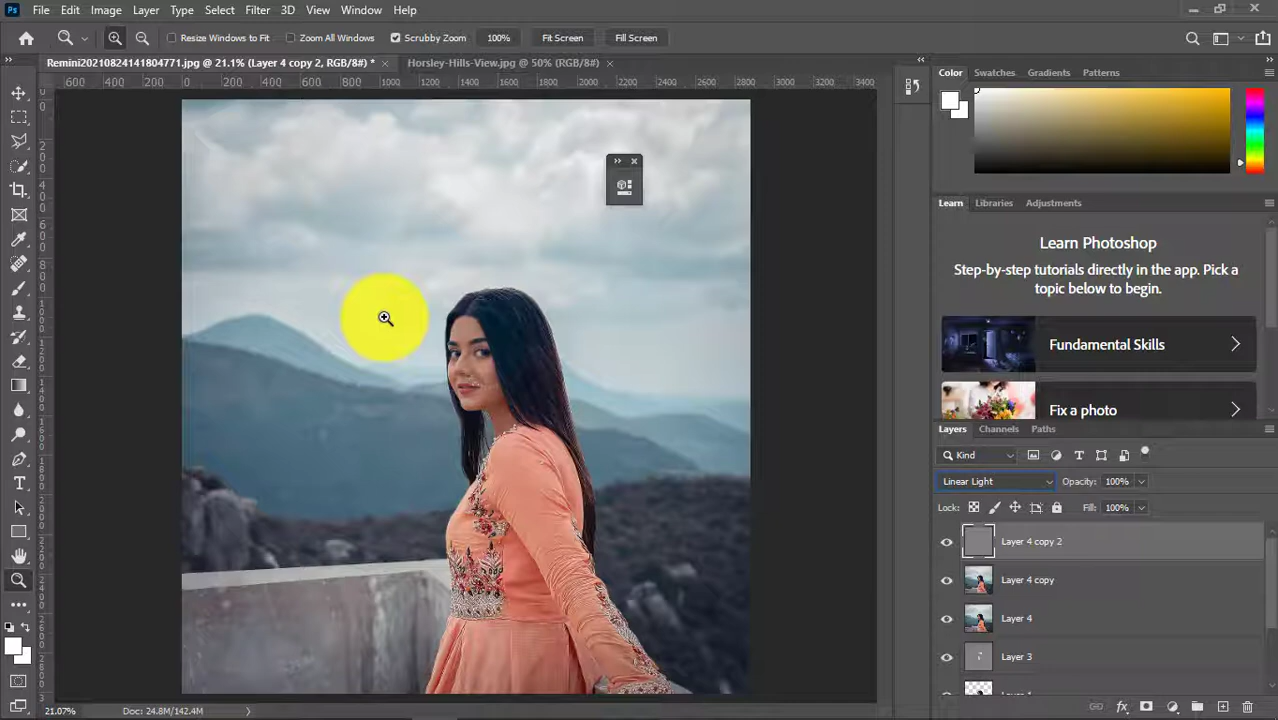 Ps File Edit Image Layer Type Select Filter 3D View Window Help
Resize Windows to Fit Zoom All Windows Scrubby Zoom 100% Fit Screen Fill Screen
Remini20210824141804771.jpg @ 21.1% (Layer 4 copy 2, RGB/8#) * Horsley-Hills-View.jpg @ 50% (RGB/8#)
600 400 200 0 200 400 600 800 1000 1200 1400 1600 1800 2000 2200 2400 2600 2800 3000 3200 3400
Color Swatches Gradients Patterns
Learn Libraries Adjustments
Learn Photoshop
Step-by-step tutorials directly in the app. Pick a
topic below to begin.
Fundamental Skills
Fix a photo
Layers Channels Paths
Kind
Linear Light Opacity: 100%
Lock: Fill: 100%
Layer 4 copy 2
Layer 4 copy
Layer 4
Layer 3
21.07% Doc: 24.8M/142.4M